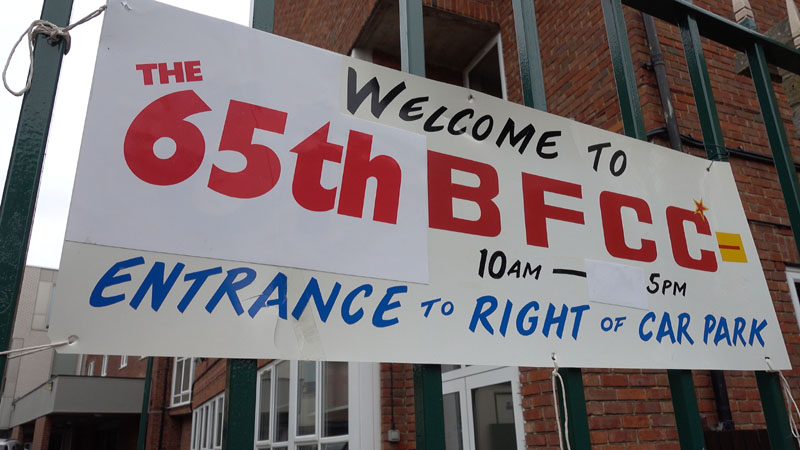 WELCOME TO
THE
65th BFCC
10AM — 5PM
ENTRANCE TO RIGHT OF CAR PARK